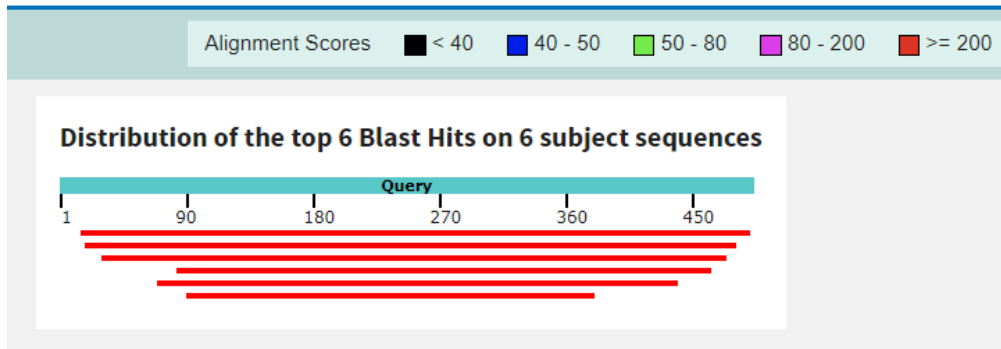 Alignment Scores < 40 40 - 50 50 - 80 80 - 200 >= 200
Distribution of the top 6 Blast Hits on 6 subject sequences
Query
1 90 180 270 360 450